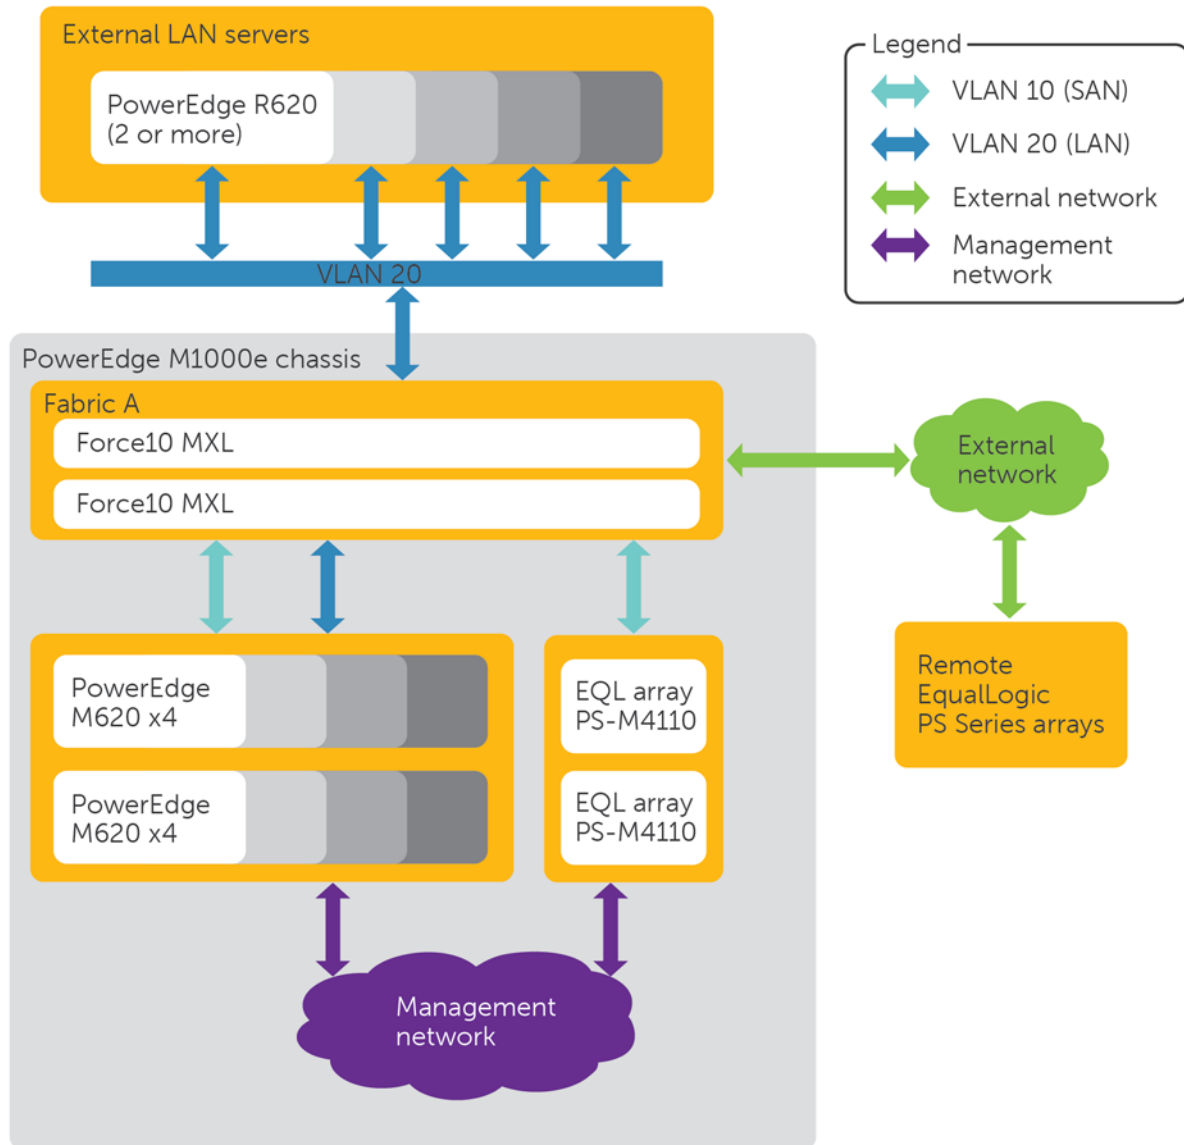 External LAN servers
PowerEdge R620
(2 or more)
VLAN 20
Legend
VLAN 10 (SAN)
VLAN 20 (LAN)
External network
Management
network
PowerEdge M1000e chassis
Fabric A
Force10 MXL
Force10 MXL
External
network
PowerEdge
M620 x4
PowerEdge
M620 x4
EQL array
PS-M4110
EQL array
PS-M4110
Remote
EqualLogic
PS Series arrays
Management
network